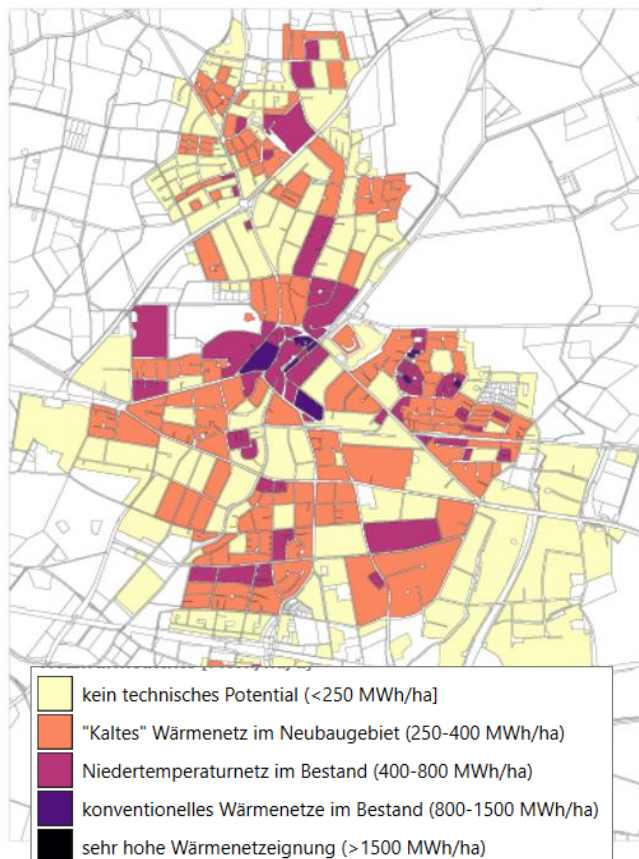 kein technisches Potential (<250 MWh/ha]
"Kaltes" Wärmenetz im Neubaugebiet (250-400 MWh/ha)
Niedertemperaturnetz im Bestand (400-800 MWh/ha)
konventionelles Wärmenetze im Bestand (800-1500 MWh/ha)
sehr hohe Wärmenetzeignung (>1500 MWh/ha)